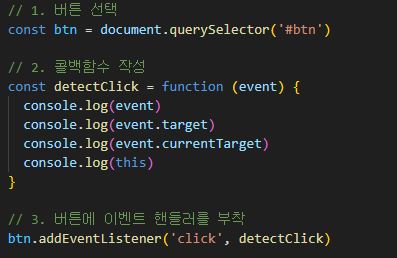 // 1. 버튼 선택
const btn = document.querySelector('#btn')
// 2. 콜백함수 작성
const detectClick = function (event) {
  console.log(event)
  console.log(event.target)
  console.log(event.currentTarget)
  console.log(this)
}
// 3. 버튼에 이벤트 핸들러를 부착
btn.addEventListener('click', detectClick)